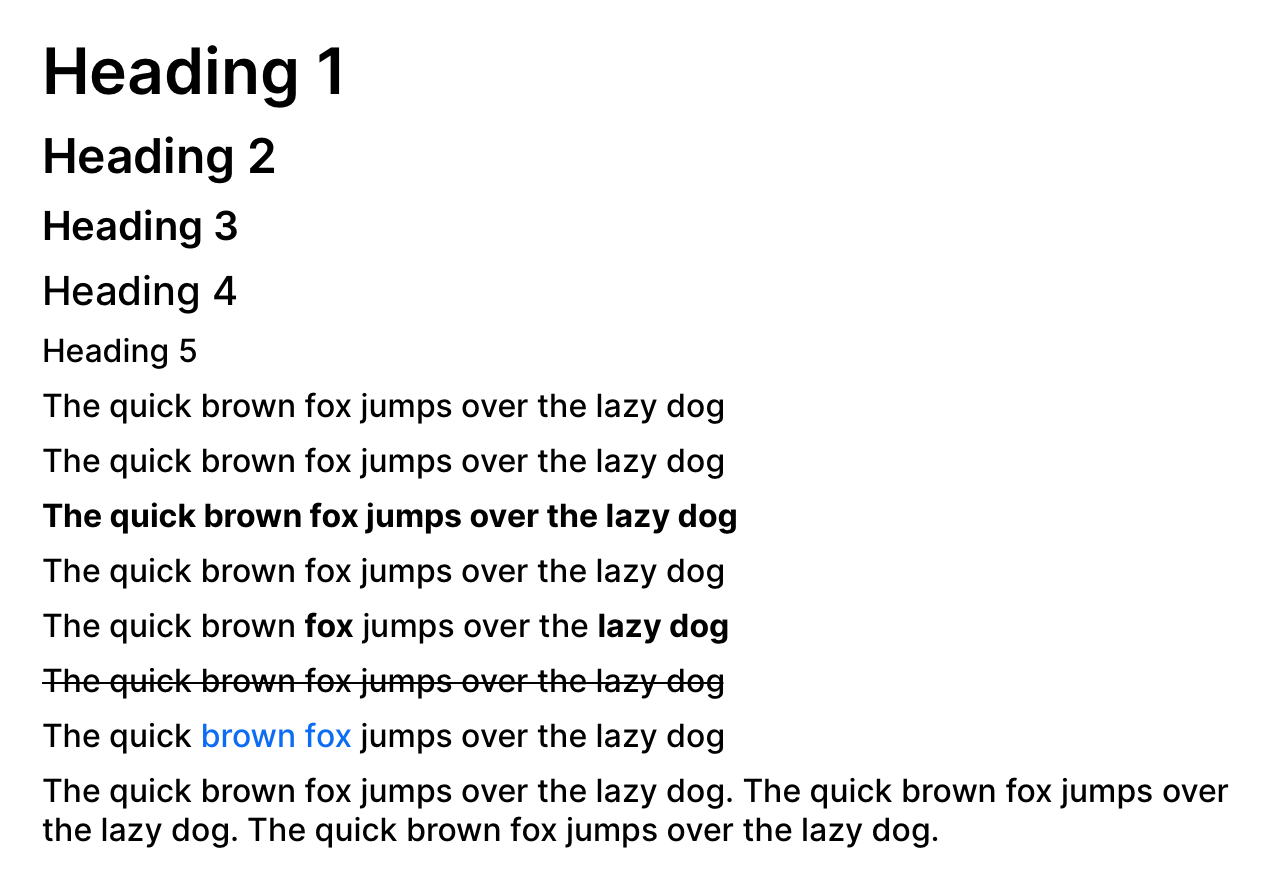 Heading 1
Heading 2
Heading 3
Heading 4
Heading 5
The quick brown fox jumps over the lazy dog
The quick brown fox jumps over the lazy dog
The quick brown fox jumps over the lazy dog
The quick brown fox jumps over the lazy dog
The quick brown fox jumps over the lazy dog
The quick brown fox jumps over the lazy dog
The quick brown fox jumps over the lazy dog
The quick brown fox jumps over the lazy dog. The quick brown fox jumps over
the lazy dog. The quick brown fox jumps over the lazy dog.